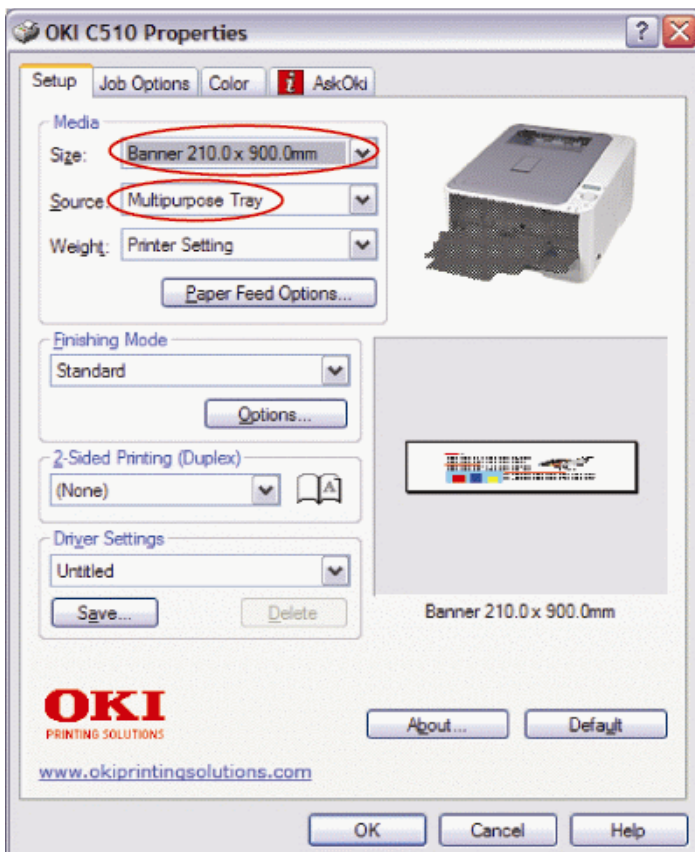 OKI C510 Properties
Setup Job Options Color i AskOki
Media
Size: Banner 210.0 x 900.0mm
Source: Multipurpose Tray
Weight: Printer Setting
Paper Feed Options...
Finishing Mode
Standard
Options...
2-Sided Printing (Duplex)
(None) A
Driver Settings
Untitled
Save... Delete
Banner 210.0 x 900.0mm
OKI
PRINTING SOLUTIONS
About... Default
www.okiprintingsolutions.com
OK Cancel Help